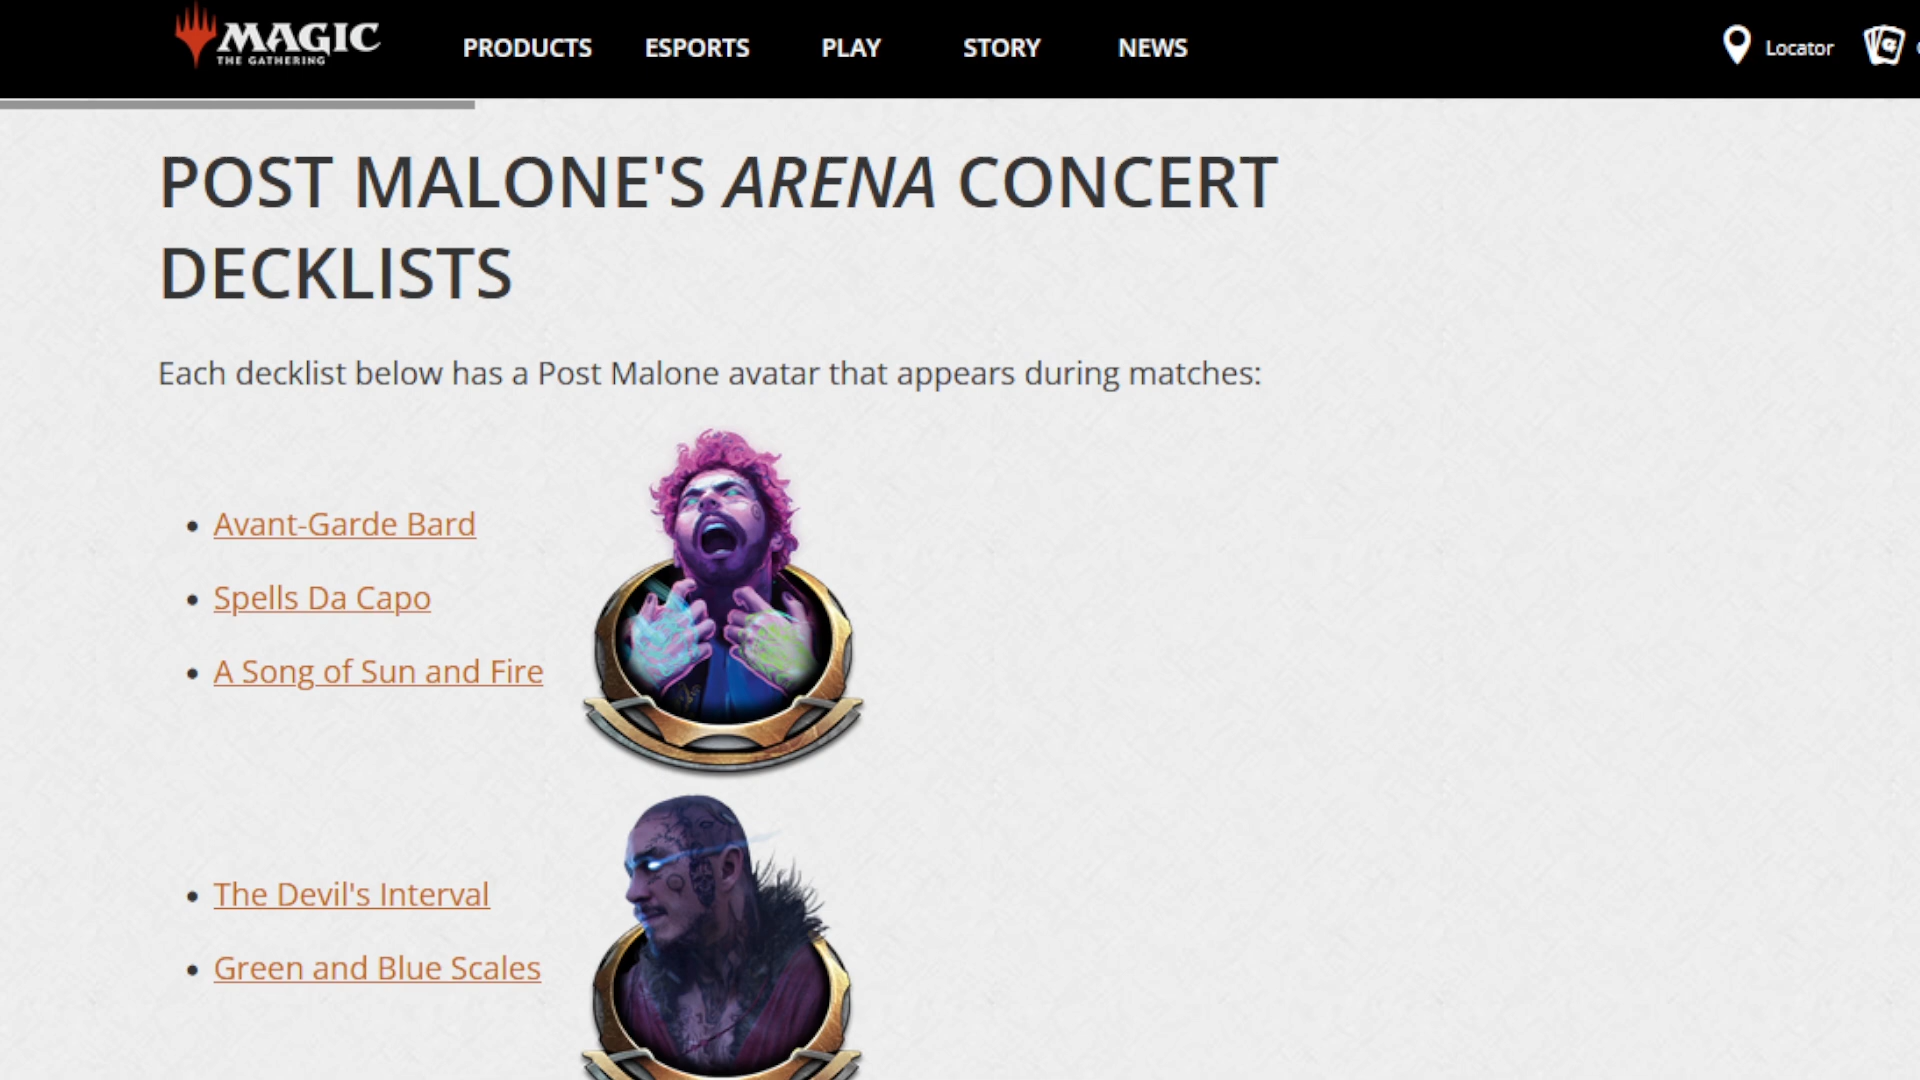 MAGIC
THE GATHERING
PRODUCTS ESPORTS PLAY STORY NEWS Locator
POST MALONE'S ARENA CONCERT
DECKLISTS
Each decklist below has a Post Malone avatar that appears during matches:
• Avant-Garde Bard
• Spells Da Capo
• A Song of Sun and Fire
• The Devil's Interval
• Green and Blue Scales